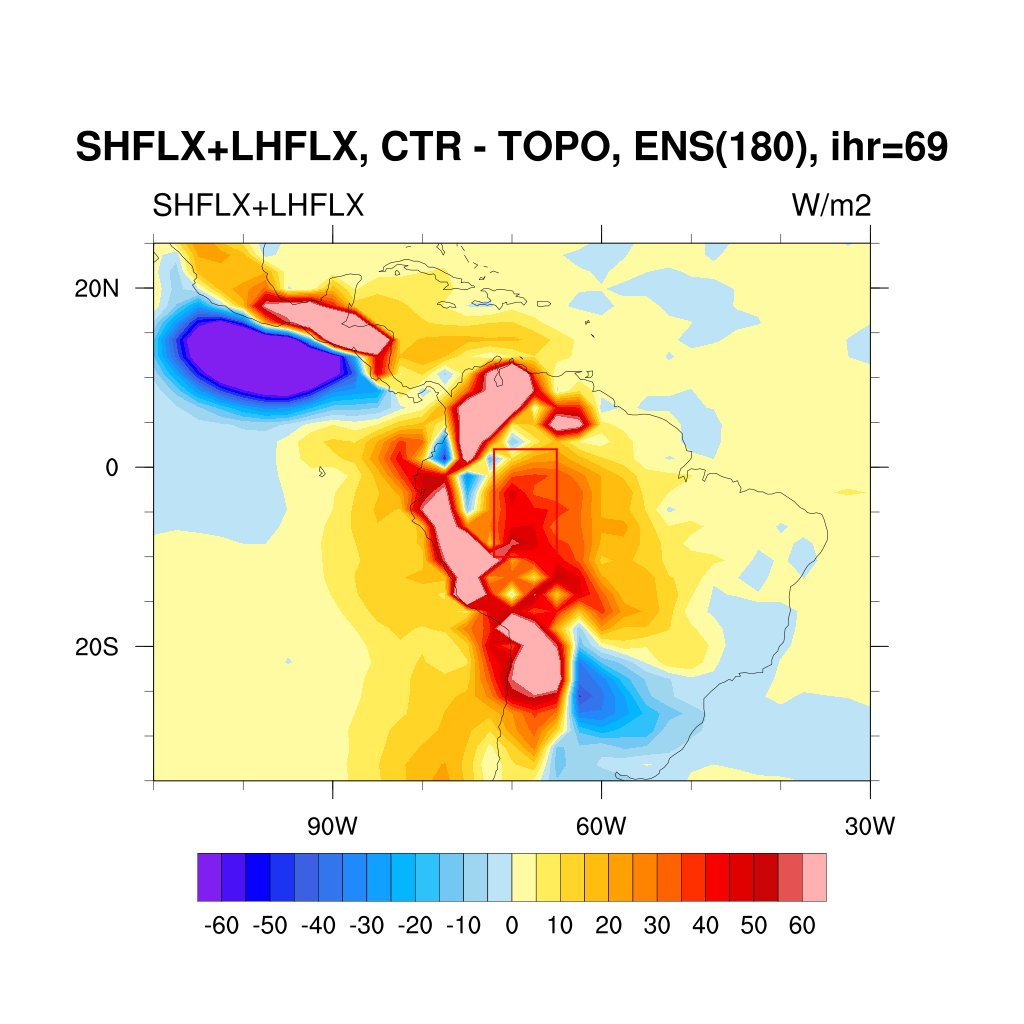 SHFLX+LHFLX, CTR - TOPO, ENS(180), ihr=69
SHFLX+LHFLX W/m2
20N
0
20S
90W 60W 30W
-60 -50 -40 -30 -20 -10 0 10 20 30 40 50 60